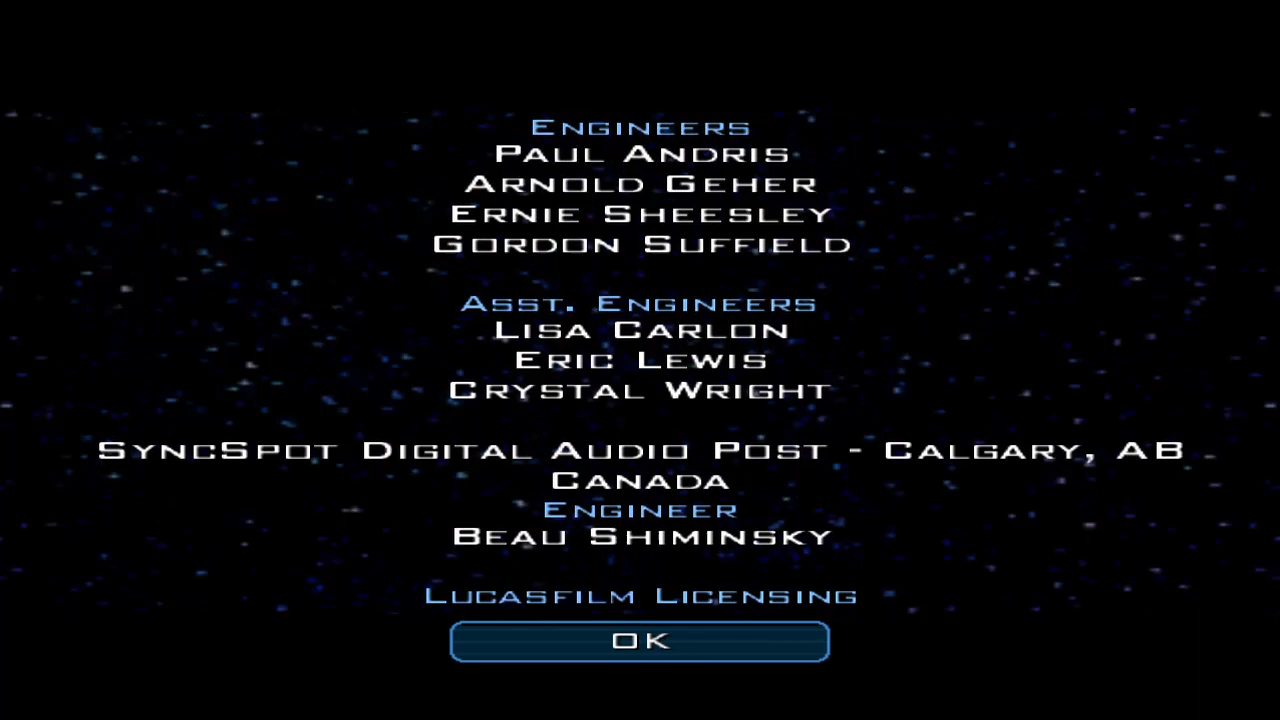 Engineers
Paul Andris
Arnold Geher
Ernie Sheesley
Gordon Suffield
Asst. Engineers
Lisa Carlon
Eric Lewis
Crystal Wright
SyncSpot Digital Audio Post - Calgary, AB
Canada
Engineer
Beau Shiminsky
Lucasfilm Licensing
OK